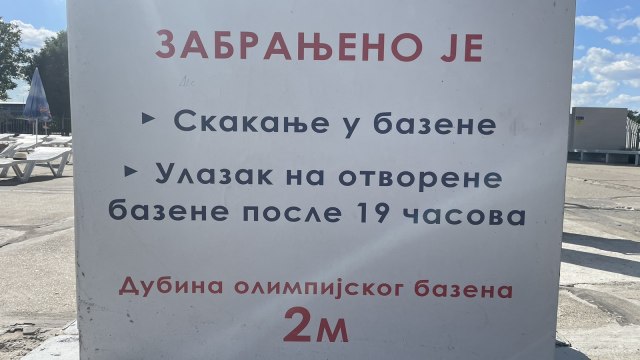 ЗАБРАЊЕНО ЈЕ
▸ Скакање у базене
▸ Улазак на отворене
базене после 19 часова
Дубина олимпијског базена
2м